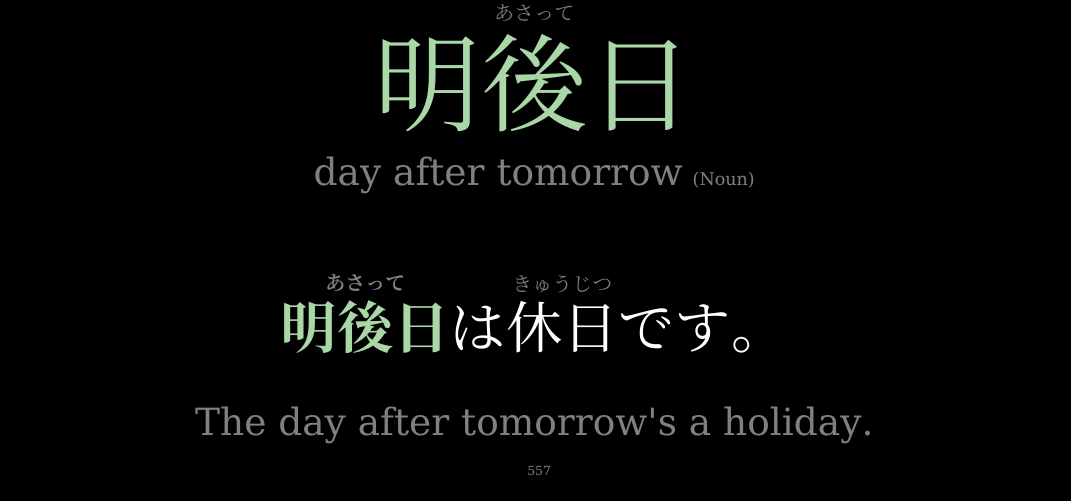 あさって
明後日
day after tomorrow (Noun)
あさって きゅうじつ
明後日は休日です。
The day after tomorrow's a holiday.
557